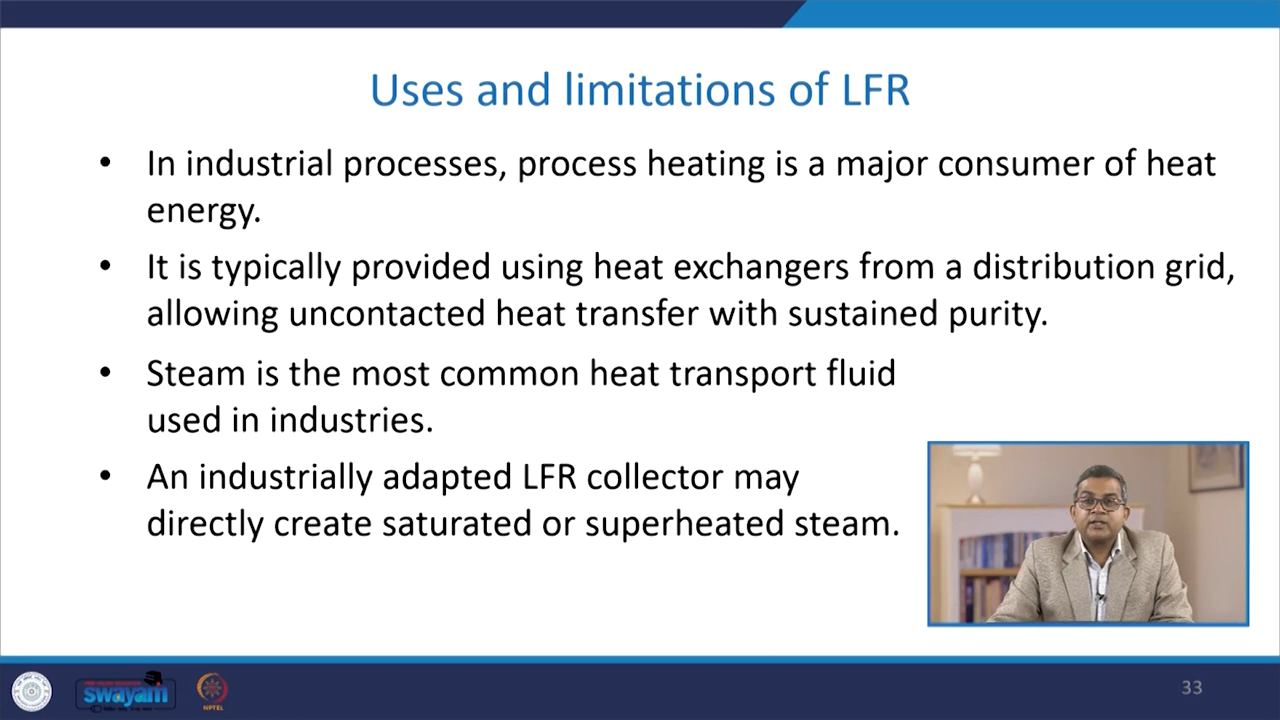 Uses and limitations of LFR
• In industrial processes, process heating is a major consumer of heat
energy.
• It is typically provided using heat exchangers from a distribution grid,
allowing uncontacted heat transfer with sustained purity.
• Steam is the most common heat transport fluid
used in industries.
• An industrially adapted LFR collector may
directly create saturated or superheated steam.
swayam
NPTEL
33